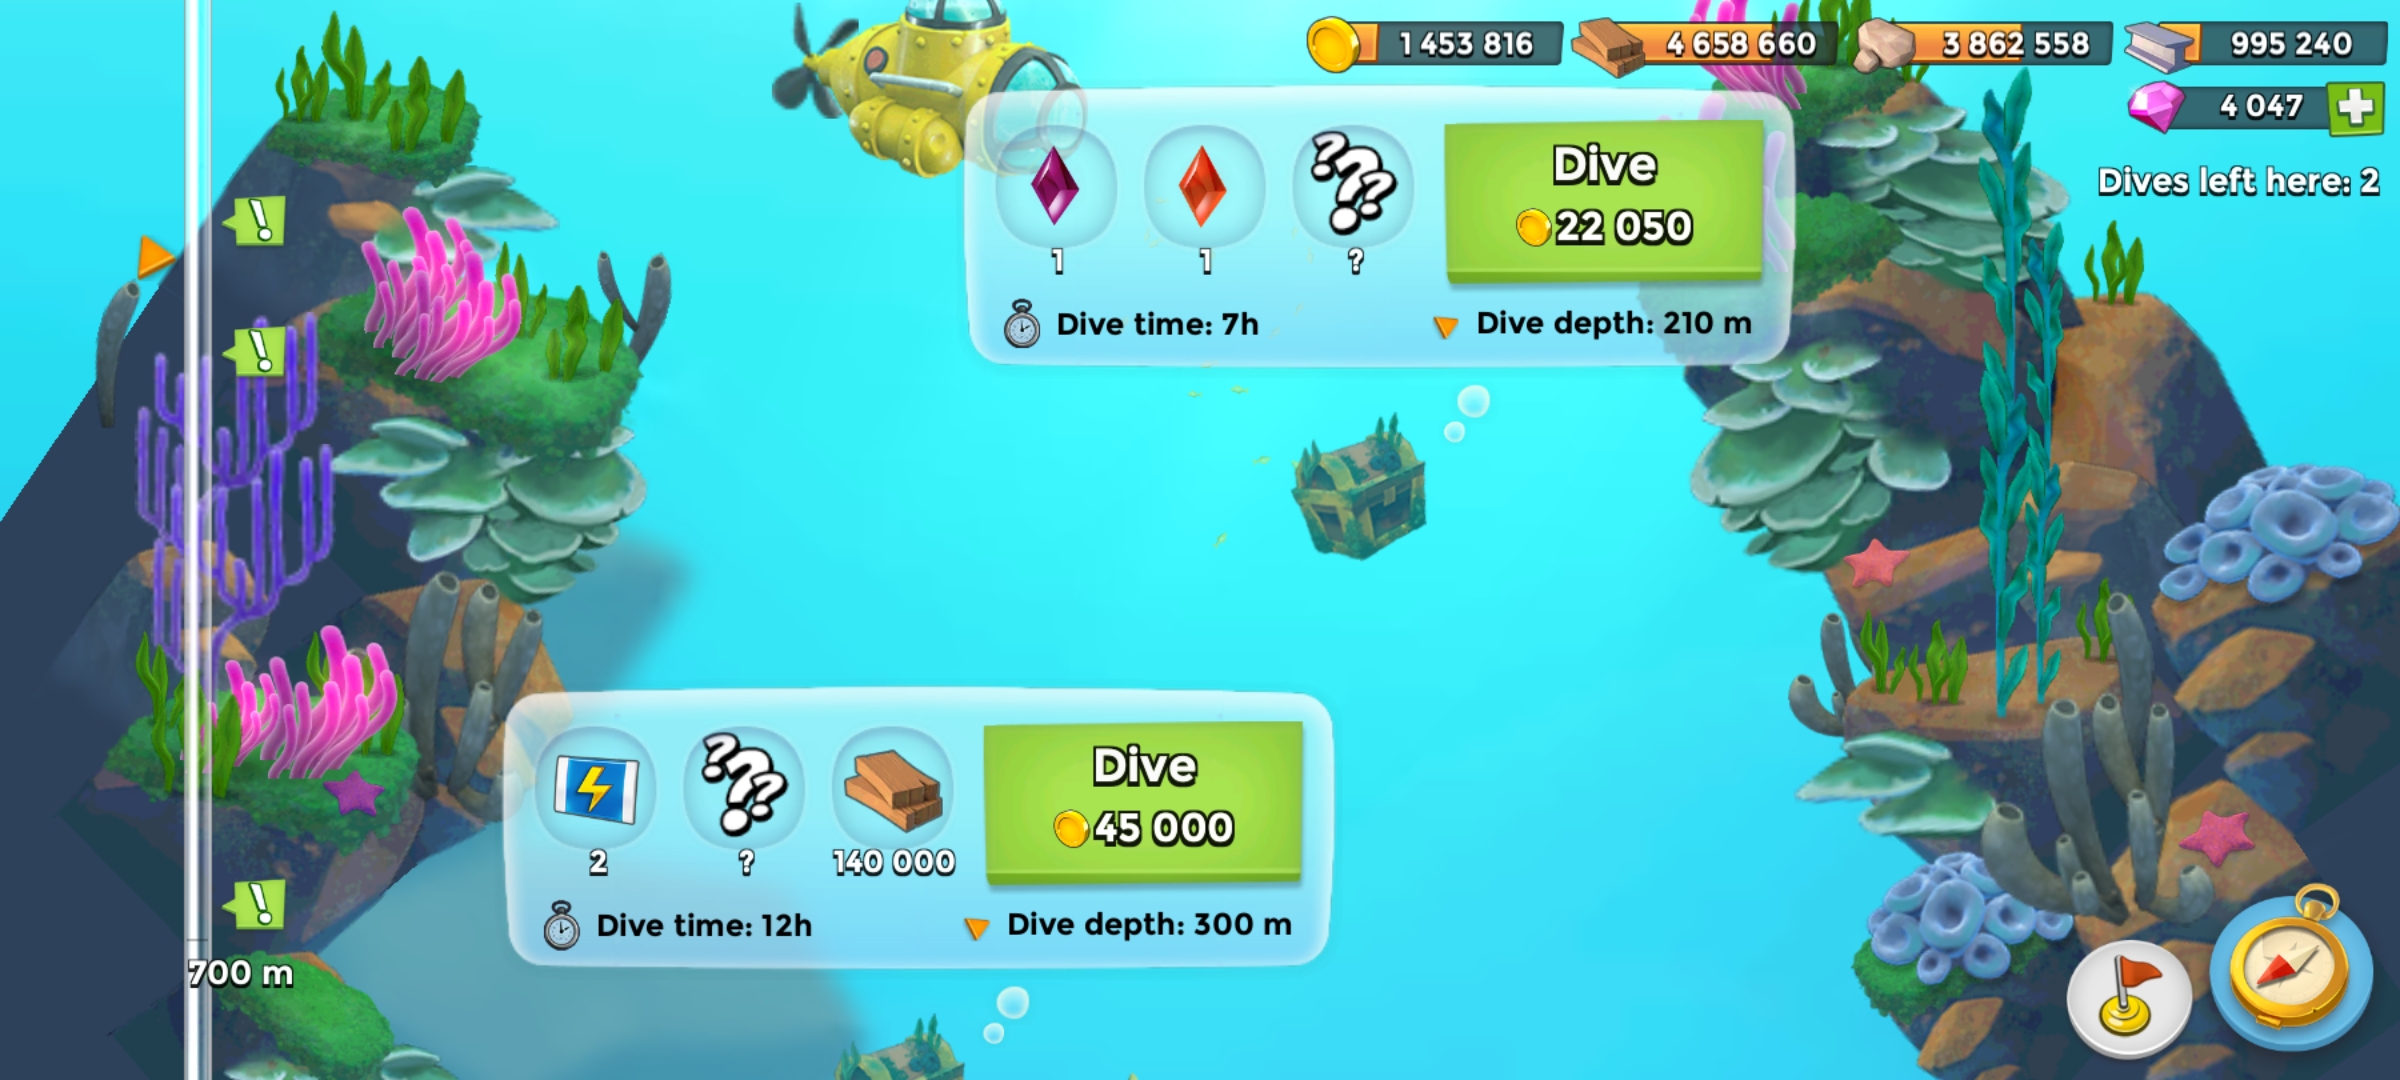 1 453 816
4 658 660
3 862 558
995 240
4 047
Dives left here: 2
???
Dive
22 050
1
1
?
Dive time: 7h
Dive depth: 210 m
???
Dive
45 000
2
?
140 000
Dive time: 12h
Dive depth: 300 m
!
!
!
700 m